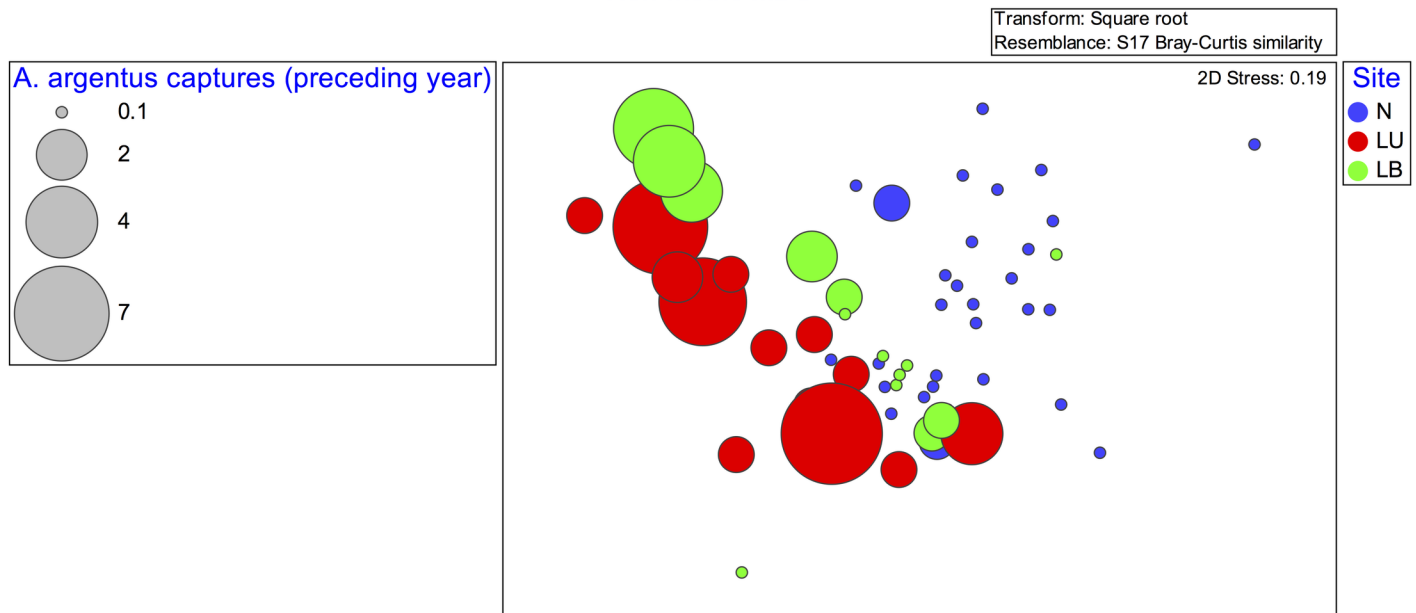 Transform: Square root
Resemblance: S17 Bray-Curtis similarity
A. argentus captures (preceding year)
0.1
2
4
7
2D Stress: 0.19
Site
N
LU
LB